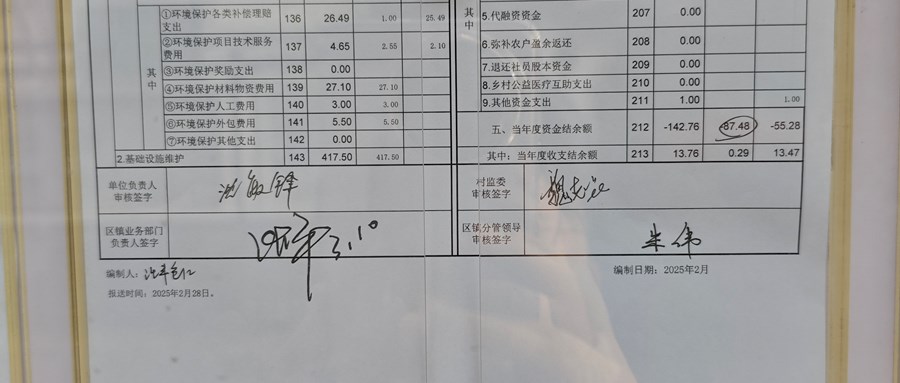 ①环境保护各类补偿理赔支出 136 26.49 1.00 25.49
②环境保护项目技术服务费用 137 4.65 2.55 2.10
其中
③环境保护奖励支出 138 0.00
④环境保护材料物资费用 139 27.10 27.10
⑤环境保护人工费用 140 3.00 3.00
⑥环境保护外包费用 141 5.50 5.50
⑦环境保护其他支出 142 0.00
2.基础设施维护 143 417.50 417.50
单位负责人
审核签字
区镇业务部门
负责人签字
3.10
编制人：
报送时间：2025年2月28日。
其中
5.代融资资金 207 0.00
6.弥补农户盈余返还 208 0.00
7.退还社员股本资金 209 0.00
8.乡村公益医疗互助支出 210 0.00
9.其他资金支出 211 1.00 1.00
五、当年度资金结余额 212 -142.76 -87.48 -55.28
其中：当年度收支结余额 213 13.76 0.29 13.47
村监委
审核签字
区镇分管领导
审核签字
朱伟
编制日期：2025年2月